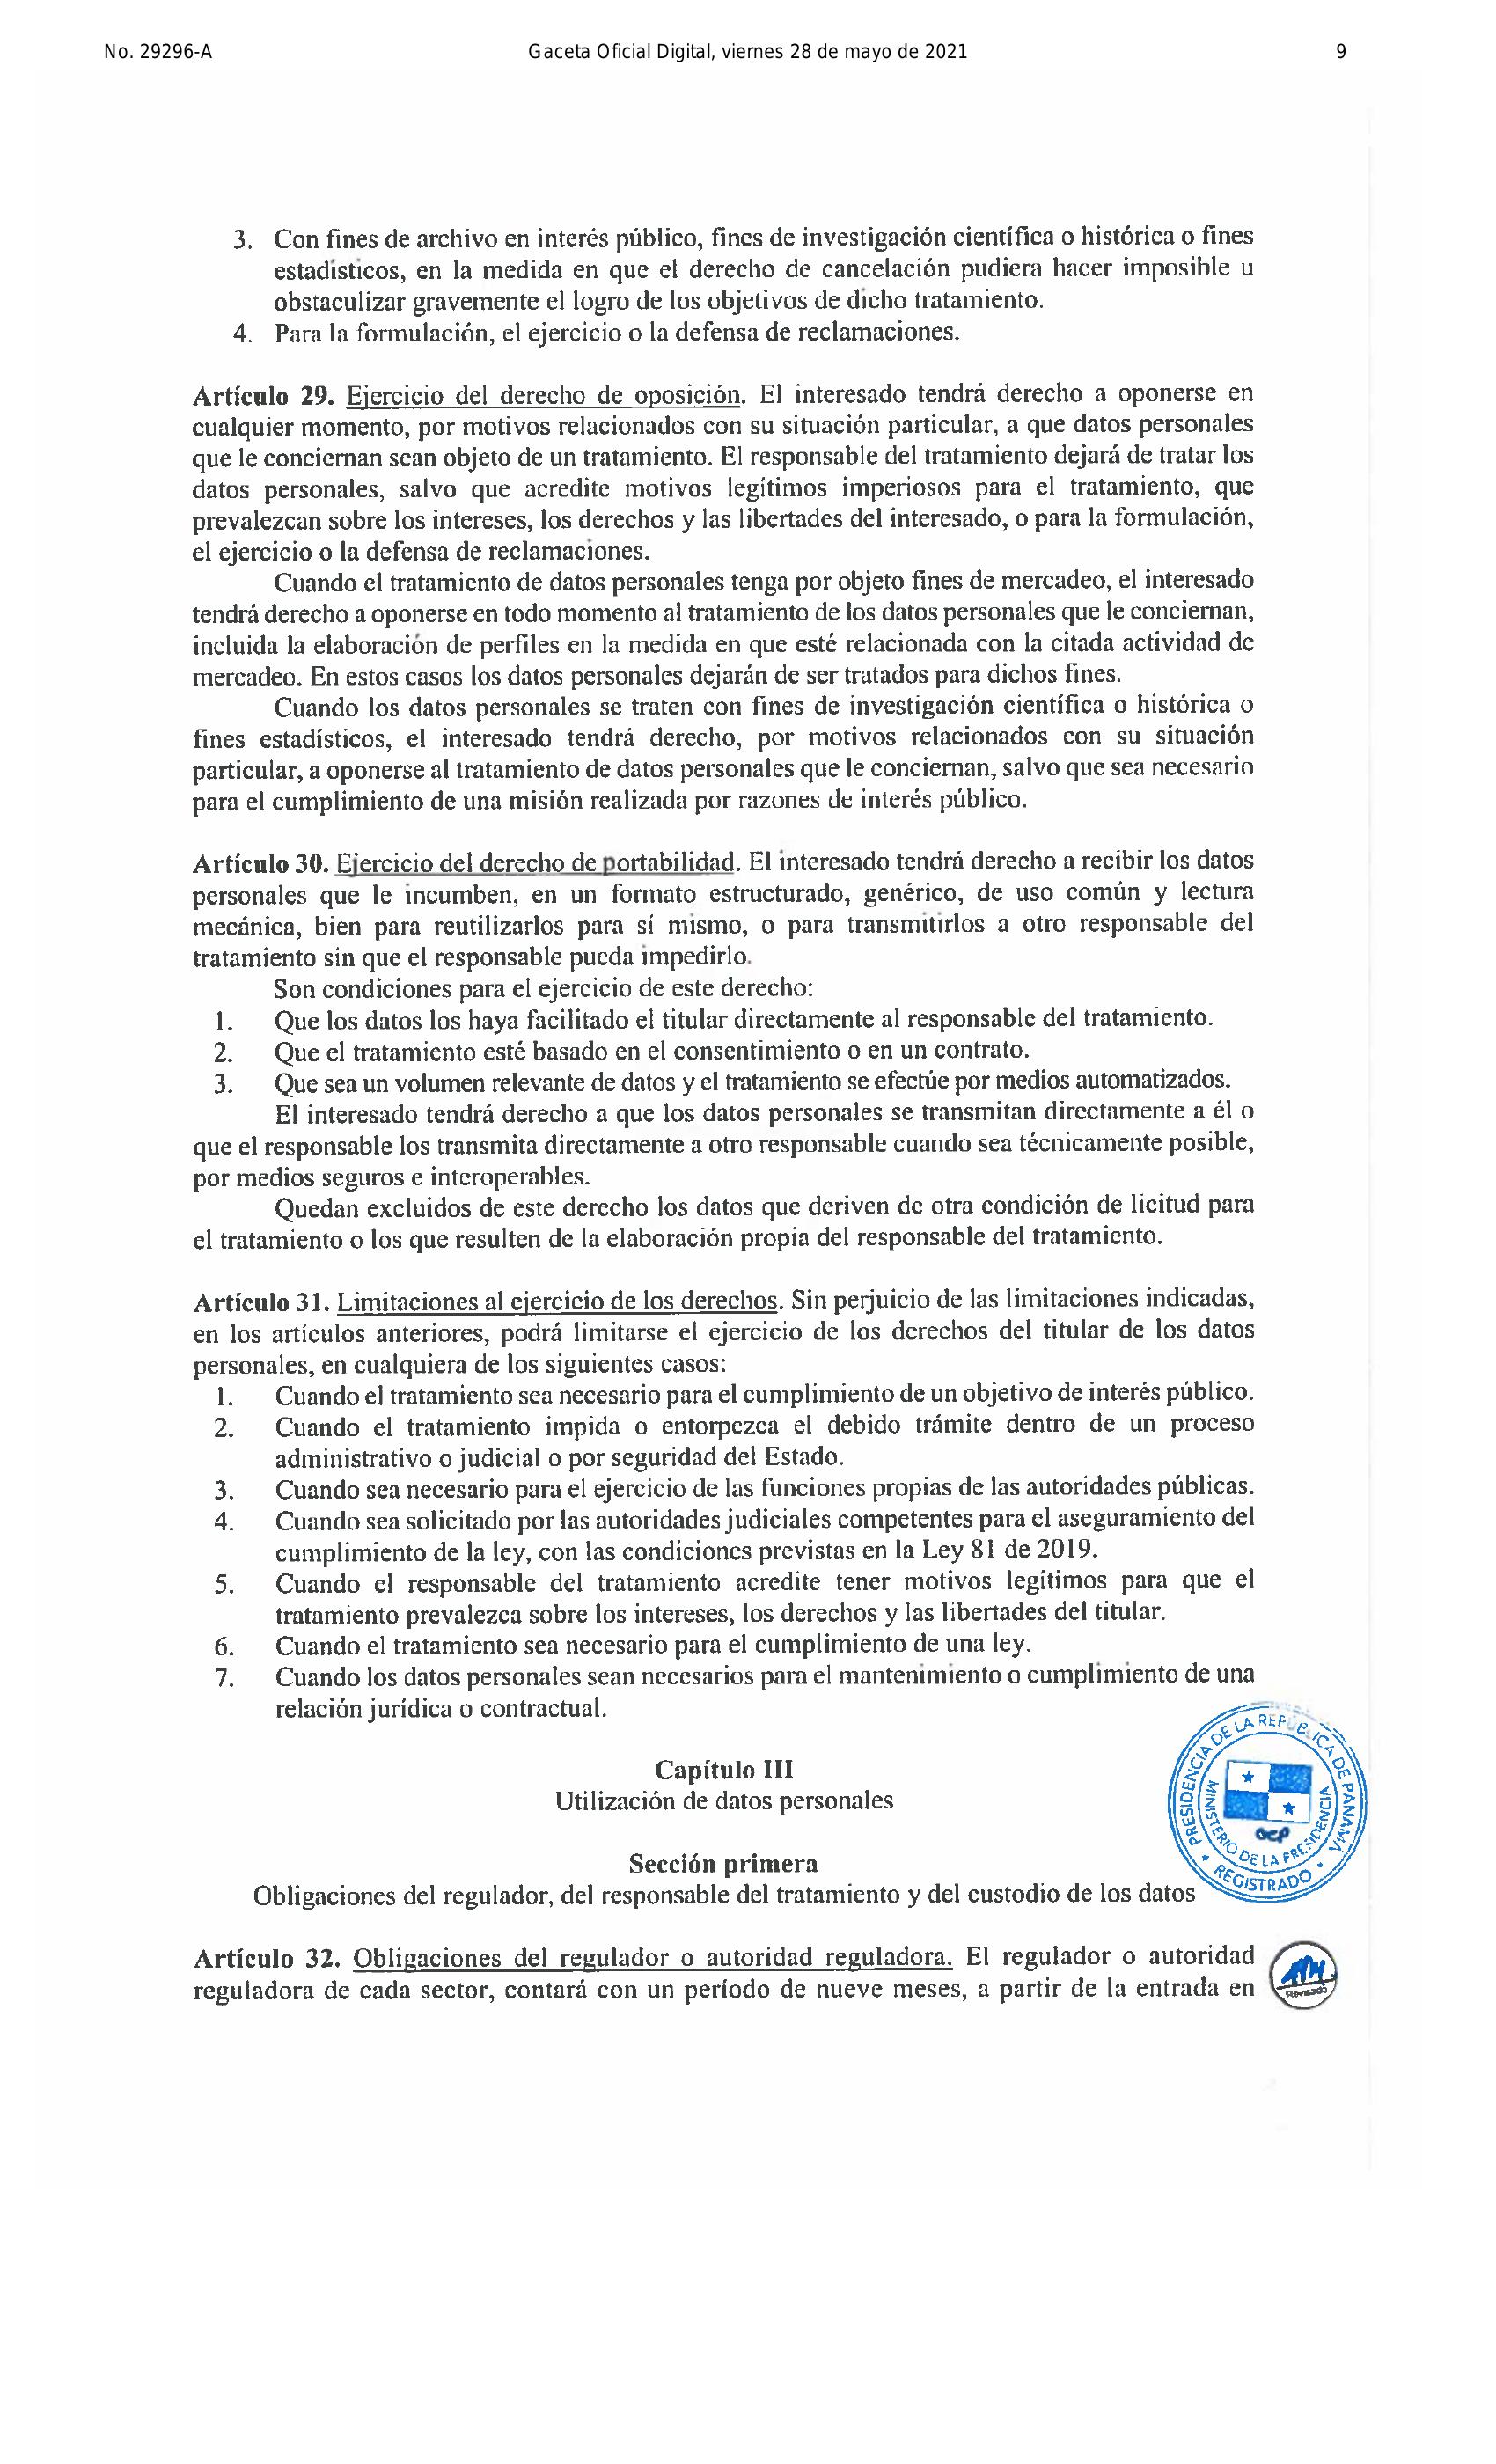 No. 29296-A Gaceta Oficial Digital, viernes 28 de mayo de 2021 9
3. Con fines de archivo en interés público, fines de investigación científica o histórica o fines
estadísticos, en la medida en que el derecho de cancelación pudiera hacer imposible u
obstaculizar gravemente el logro de los objetivos de dicho tratamiento.
4. Para la formulación, el ejercicio o la defensa de reclamaciones.
Artículo 29. Ejercicio del derecho de oposición. El interesado tendrá derecho a oponerse en
cualquier momento, por motivos relacionados con su situación particular, a que datos personales
que le conciernan sean objeto de un tratamiento. El responsable del tratamiento dejará de tratar los
datos personales, salvo que acredite motivos legítimos imperiosos para el tratamiento, que
prevalezcan sobre los intereses, los derechos y las libertades del interesado, o para la formulación,
el ejercicio o la defensa de reclamaciones.
Cuando el tratamiento de datos personales tenga por objeto fines de mercadeo, el interesado
tendrá derecho a oponerse en todo momento al tratamiento de los datos personales que le conciernan,
incluida la elaboración de perfiles en la medida en que esté relacionada con la citada actividad de
mercadeo. En estos casos los datos personales dejarán de ser tratados para dichos fines.
Cuando los datos personales se traten con fines de investigación científica o histórica o
fines estadísticos, el interesado tendrá derecho, por motivos relacionados con su situación
particular, a oponerse al tratamiento de datos personales que le conciernan, salvo que sea necesario
para el cumplimiento de una misión realizada por razones de interés público.
Artículo 30. Ejercicio del derecho de portabilidad. El interesado tendrá derecho a recibir los datos
personales que le incumben, en un formato estructurado, genérico, de uso común y lectura
mecánica, bien para reutilizarlos para sí mismo, o para transmitirlos a otro responsable del
tratamiento sin que el responsable pueda impedirlo.
Son condiciones para el ejercicio de este derecho:
1. Que los datos los haya facilitado el titular directamente al responsable del tratamiento.
2. Que el tratamiento esté basado en el consentimiento o en un contrato.
3. Que sea un volumen relevante de datos y el tratamiento se efectúe por medios automatizados.
El interesado tendrá derecho a que los datos personales se transmitan directamente a él o
que el responsable los transmita directamente a otro responsable cuando sea técnicamente posible,
por medios seguros e interoperables.
Quedan excluidos de este derecho los datos que deriven de otra condición de licitud para
el tratamiento o los que resulten de la elaboración propia del responsable del tratamiento.
Artículo 31. Limitaciones al ejercicio de los derechos. Sin perjuicio de las limitaciones indicadas,
en los artículos anteriores, podrá limitarse el ejercicio de los derechos del titular de los datos
personales, en cualquiera de los siguientes casos:
1. Cuando el tratamiento sea necesario para el cumplimiento de un objetivo de interés público.
2. Cuando el tratamiento impida o entorpezca el debido trámite dentro de un proceso
administrativo o judicial o por seguridad del Estado.
3. Cuando sea necesario para el ejercicio de las funciones propias de las autoridades públicas.
4. Cuando sea solicitado por las autoridades judiciales competentes para el aseguramiento del
cumplimiento de la ley, con las condiciones previstas en la Ley 81 de 2019.
5. Cuando el responsable del tratamiento acredite tener motivos legítimos para que el
tratamiento prevalezca sobre los intereses, los derechos y las libertades del titular.
6. Cuando el tratamiento sea necesario para el cumplimiento de una ley.
7. Cuando los datos personales sean necesarios para el mantenimiento o cumplimiento de una
relación jurídica o contractual.
PRESIDENCIA DE LA REPÚBLICA DE PANAMÁ
MINISTERIO DE LA PRESIDENCIA
REGISTRADO
Capítulo III
Utilización de datos personales
Sección primera
Obligaciones del regulador, del responsable del tratamiento y del custodio de los datos
Artículo 32. Obligaciones del regulador o autoridad reguladora. El regulador o autoridad
reguladora de cada sector, contará con un período de nueve meses, a partir de la entrada en
Revisado